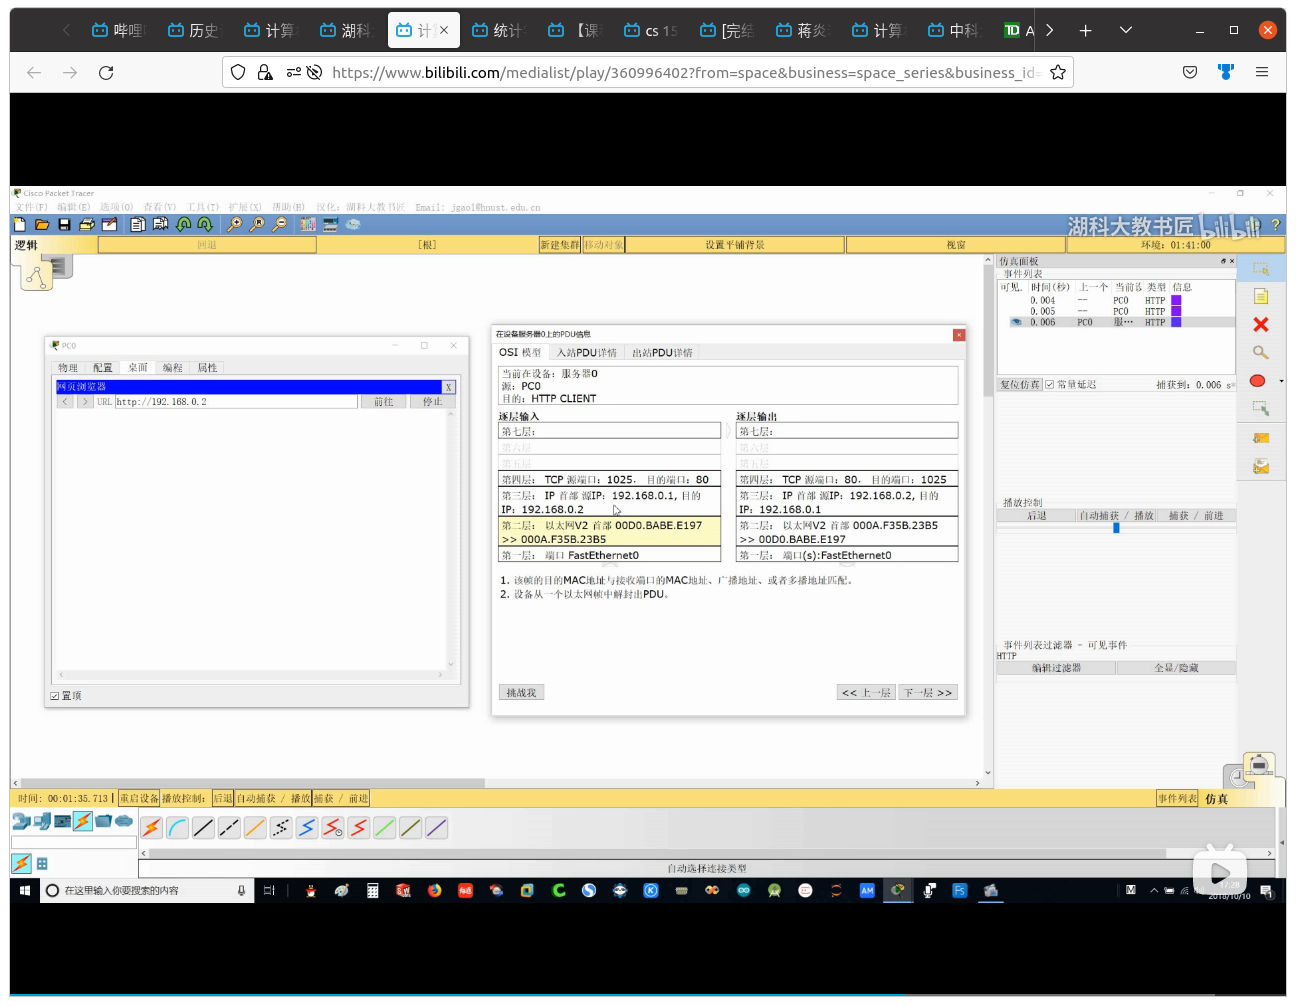 哔哩
历史
计算
湖科
计
统计
【课
cs 15
[完结
蒋炎
计算
中科
TD A
https://www.bilibili.com/medialist/play/360996402?from=space&business=space_series&business_id=
Cisco Packet Tracer
文件(F) 编辑(E) 选项(O) 查看(V) 工具(T) 扩展(X) 帮助(H) 汉化: 湖科大教书匠 Email: jgaol@hnust.edu.cn
湖科大教书匠 bilibili
逻辑 回退 [根] 新建集群 移动对象 设置平铺背景 视窗 环境: 01:41:00
仿真面板
事件列表
可见. 时间(秒) 上一个 当前设 类型 信息
0.004 -- PC0 HTTP
0.005 -- PC0 HTTP
0.006 PC0 服… HTTP
复位仿真 常量延迟 捕获到: 0.006 s
播放控制
后退 自动捕获 / 播放 捕获 / 前进
事件列表过滤器 - 可见事件
HTTP
编辑过滤器 全显/隐藏
PC0
物理 配置 桌面 编程 属性
网页浏览器 X
< > URL http://192.168.0.2 前往 停止
置顶
在设备服务器0上的PDU信息
OSI 模型 入站PDU详情 出站PDU详情
当前在设备: 服务器0
源: PC0
目的: HTTP CLIENT
逐层输入
第七层:
第六层
第五层
第四层: TCP 源端口: 1025, 目的端口: 80
第三层: IP 首部 源IP: 192.168.0.1, 目的
IP: 192.168.0.2
第二层: 以太网V2 首部 00D0.BABE.E197
>> 000A.F35B.23B5
第一层: 端口 FastEthernet0
逐层输出
第七层:
第六层
第五层
第四层: TCP 源端口: 80, 目的端口: 1025
第三层: IP 首部 源IP: 192.168.0.2, 目的
IP: 192.168.0.1
第二层: 以太网V2 首部 000A.F35B.23B5
>> 00D0.BABE.E197
第一层: 端口(s):FastEthernet0
1. 该帧的目的MAC地址与接收端口的MAC地址、广播地址、或者多播地址匹配。
2. 设备从一个以太网帧中解封出PDU。
挑战我 << 上一层 下一层 >>
时间: 00:01:35.713 重启设备 播放控制: 后退 自动捕获 / 播放 捕获 / 前进 事件列表 仿真
自动选择连接类型
在这里输入你要搜索的内容
17:28
2018/10/10